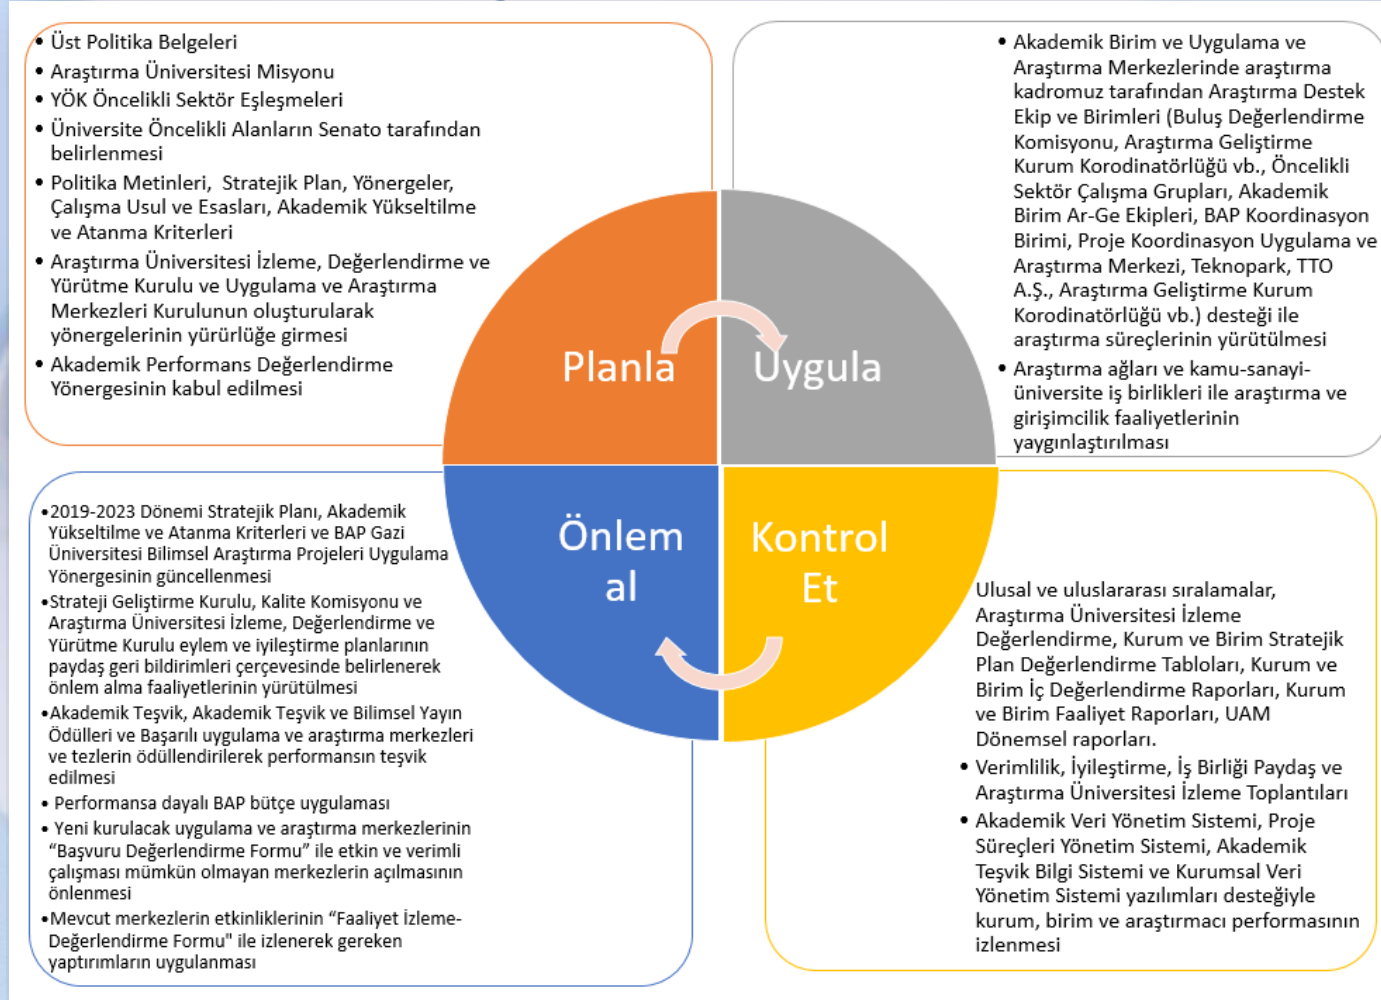 • Üst Politika Belgeleri
• Araştırma Üniversitesi Misyonu
• YÖK Öncelikli Sektör Eşleşmeleri
• Üniversite Öncelikli Alanların Senato tarafından
belirlenmesi
• Politika Metinleri, Stratejik Plan, Yönergeler,
Çalışma Usul ve Esasları, Akademik Yükseltilme
ve Atanma Kriterleri
• Araştırma Üniversitesi İzleme, Değerlendirme ve
Yürütme Kurulu ve Uygulama ve Araştırma
Merkezleri Kurulunun oluşturularak
yönergelerinin yürürlüğe girmesi
• Akademik Performans Değerlendirme
Yönergesinin kabul edilmesi
• Akademik Birim ve Uygulama ve
Araştırma Merkezlerinde araştırma
kadromuz tarafından Araştırma Destek
Ekip ve Birimleri (Buluş Değerlendirme
Komisyonu, Araştırma Geliştirme
Kurum Korodinatörlüğü vb., Öncelikli
Sektör Çalışma Grupları, Akademik
Birim Ar-Ge Ekipleri, BAP Koordinasyon
Birimi, Proje Koordinasyon Uygulama ve
Araştırma Merkezi, Teknopark, TTO
A.Ş., Araştırma Geliştirme Kurum
Korodinatörlüğü vb.) desteği ile
araştırma süreçlerinin yürütülmesi
• Araştırma ağları ve kamu-sanayi-
üniversite iş birlikleri ile araştırma ve
girişimcilik faaliyetlerinin
yaygınlaştırılması
Planla
Uygula
Önlem
al
Kontrol
Et
•2019-2023 Dönemi Stratejik Planı, Akademik
Yükseltilme ve Atanma Kriterleri ve BAP Gazi
Üniversitesi Bilimsel Araştırma Projeleri Uygulama
Yönergesinin güncellenmesi
•Strateji Geliştirme Kurulu, Kalite Komisyonu ve
Araştırma Üniversitesi İzleme, Değerlendirme ve
Yürütme Kurulu eylem ve iyileştirme planlarının
paydaş geri bildirimleri çerçevesinde belirlenerek
önlem alma faaliyetlerinin yürütülmesi
•Akademik Teşvik, Akademik Teşvik ve Bilimsel Yayın
Ödülleri ve Başarılı uygulama ve araştırma merkezleri
ve tezlerin ödüllendirilerek performansın teşvik
edilmesi
• Performansa dayalı BAP bütçe uygulaması
• Yeni kurulacak uygulama ve araştırma merkezlerinin
“Başvuru Değerlendirme Formu” ile etkin ve verimli
çalışması mümkün olmayan merkezlerin açılmasının
önlenmesi
•Mevcut merkezlerin etkinliklerinin “Faaliyet İzleme-
Değerlendirme Formu" ile izlenerek gereken
yaptırımların uygulanması
Ulusal ve uluslararası sıralamalar,
Araştırma Üniversitesi İzleme
Değerlendirme, Kurum ve Birim Stratejik
Plan Değerlendirme Tabloları, Kurum ve
Birim İç Değerlendirme Raporları, Kurum
ve Birim Faaliyet Raporları, UAM
Dönemsel raporları.
• Verimlilik, İyileştirme, İş Birliği Paydaş ve
Araştırma Üniversitesi İzleme Toplantıları
• Akademik Veri Yönetim Sistemi, Proje
Süreçleri Yönetim Sistemi, Akademik
Teşvik Bilgi Sistemi ve Kurumsal Veri
Yönetim Sistemi yazılımları desteğiyle
kurum, birim ve araştırmacı performasının
izlenmesi